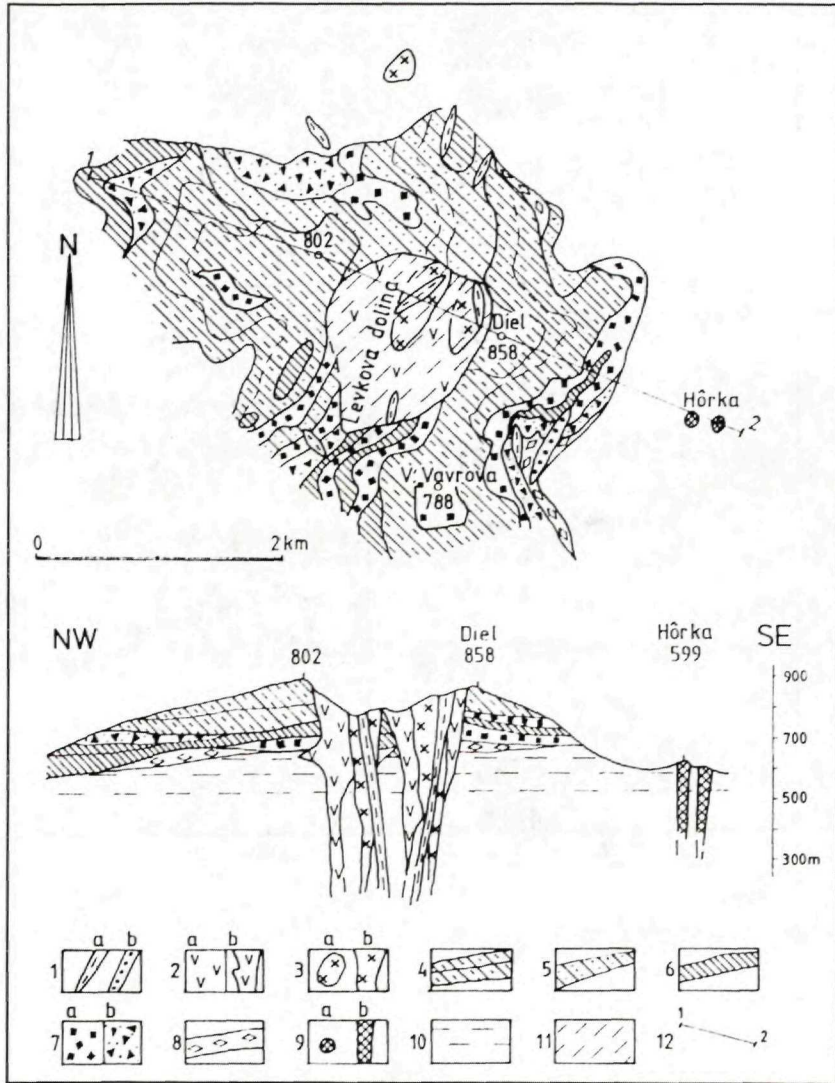 1
N
802
Levkova dolina
Diel
858
Hôrka
2
V. Vavrova
788
0 2 km
NW Diel Hôrka SE
802 858 599
900
700
500
300m
a b a b a b
1 2 3 4 5 6
a b a b 1
7 8 9 10 11 12 2